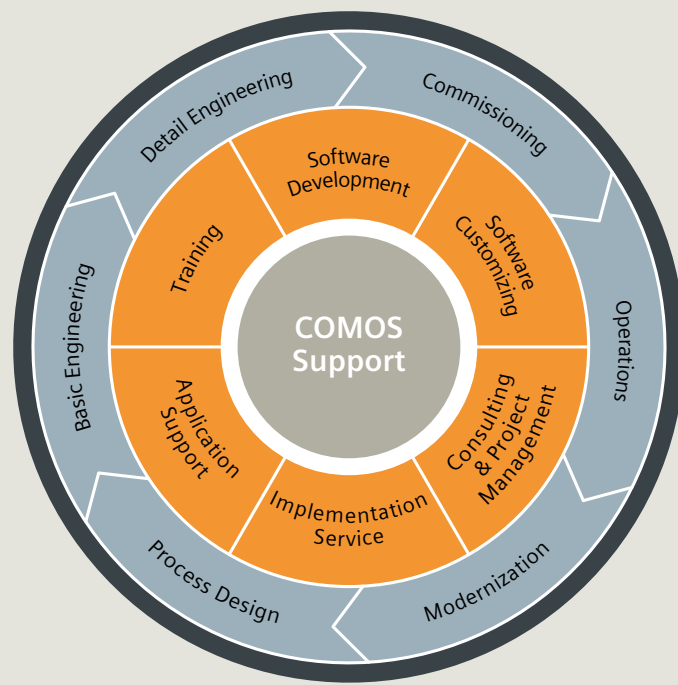 Detail Engineering
Commissioning
Operations
Modernization
Process Design
Basic Engineering
Software
Development
Software
Customizing
Consulting
& Project
Management
Implementation
Service
Application
Support
Training
COMOS
Support